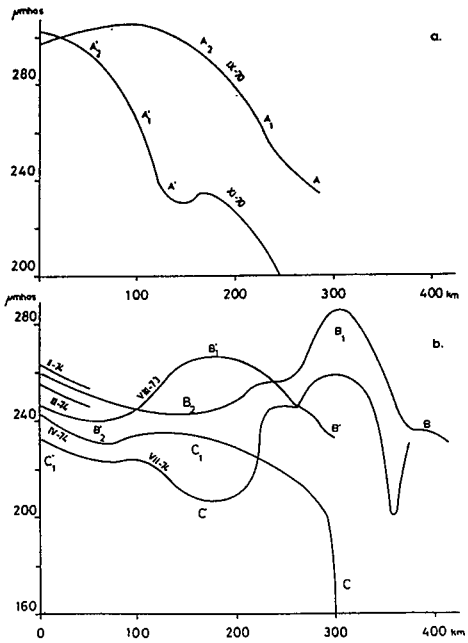 μmhos
a.
280
240
200
A'₂
A₂
IX-70
A'₁
A₁
A'
A
XI-70
0 100 200 300 400 km
μmhos
b.
280
240
200
160
II-74
III-74
IV-74
VIII-73
VII-74
B'₁
B₁
B₂
B'₂
B'
B
C₁
C'₁
C'
C
0 100 200 300 400 km